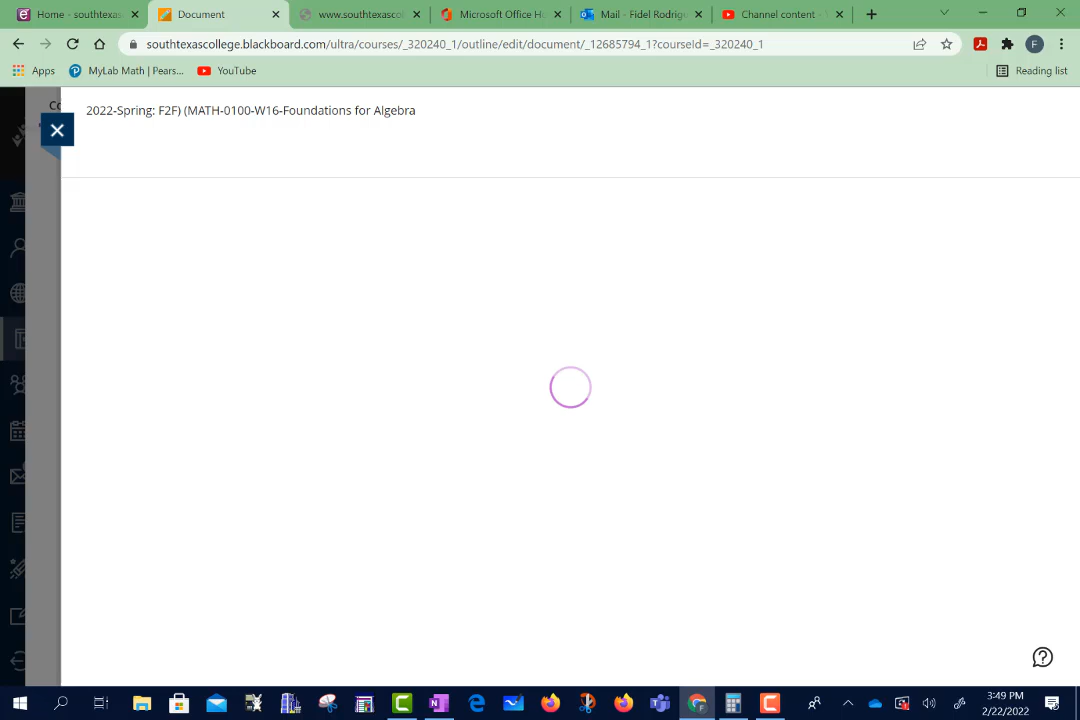 Home - southtexas
Document
www.southtexasco
Microsoft Office H
Mail - Fidel Rodrigu
Channel content -
southtexascollege.blackboard.com/ultra/courses/_320240_1/outline/edit/document/_12685794_1?courseId=_320240_1
F
Apps
MyLab Math | Pears...
YouTube
Reading list
2022-Spring: F2F) (MATH-0100-W16-Foundations for Algebra
3:49 PM
2/22/2022